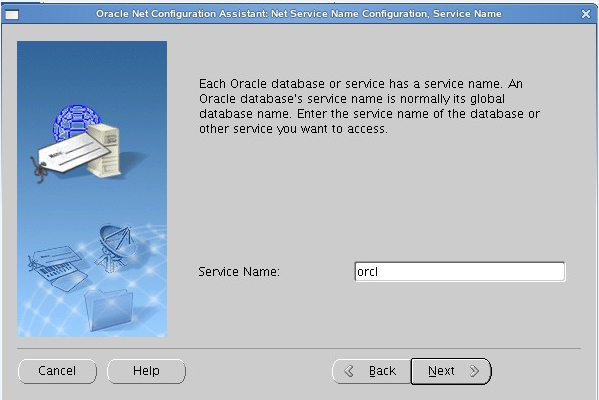 Oracle Net Configuration Assistant: Net Service Name Configuration, Service Name
Each Oracle database or service has a service name. An
Oracle database's service name is normally its global
database name. Enter the service name of the database or
other service you want to access.
Service Name:
orcl
Cancel
Help
Back
Next